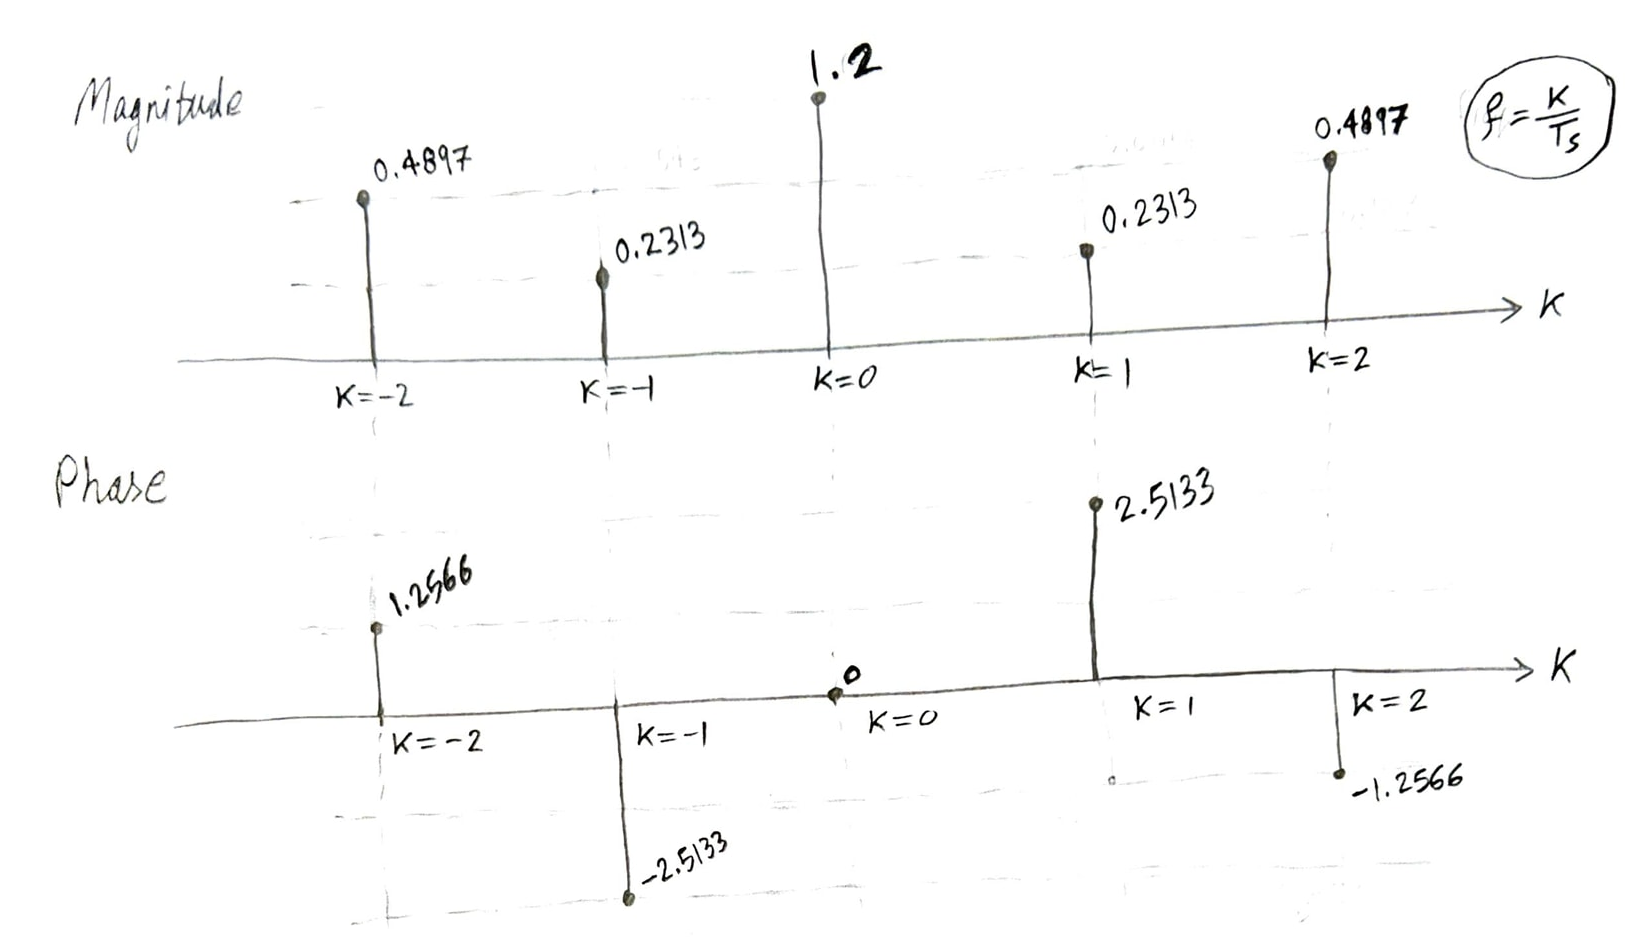 Magnitude
1.2
f = K/Ts
0.4897
0.2313
0.2313
0.4897
K
K=-2
K=-1
K=0
K=1
K=2
Phase
1.2566
-2.5133
0
2.5133
-1.2566
K
K=-2
K=-1
K=0
K=1
K=2